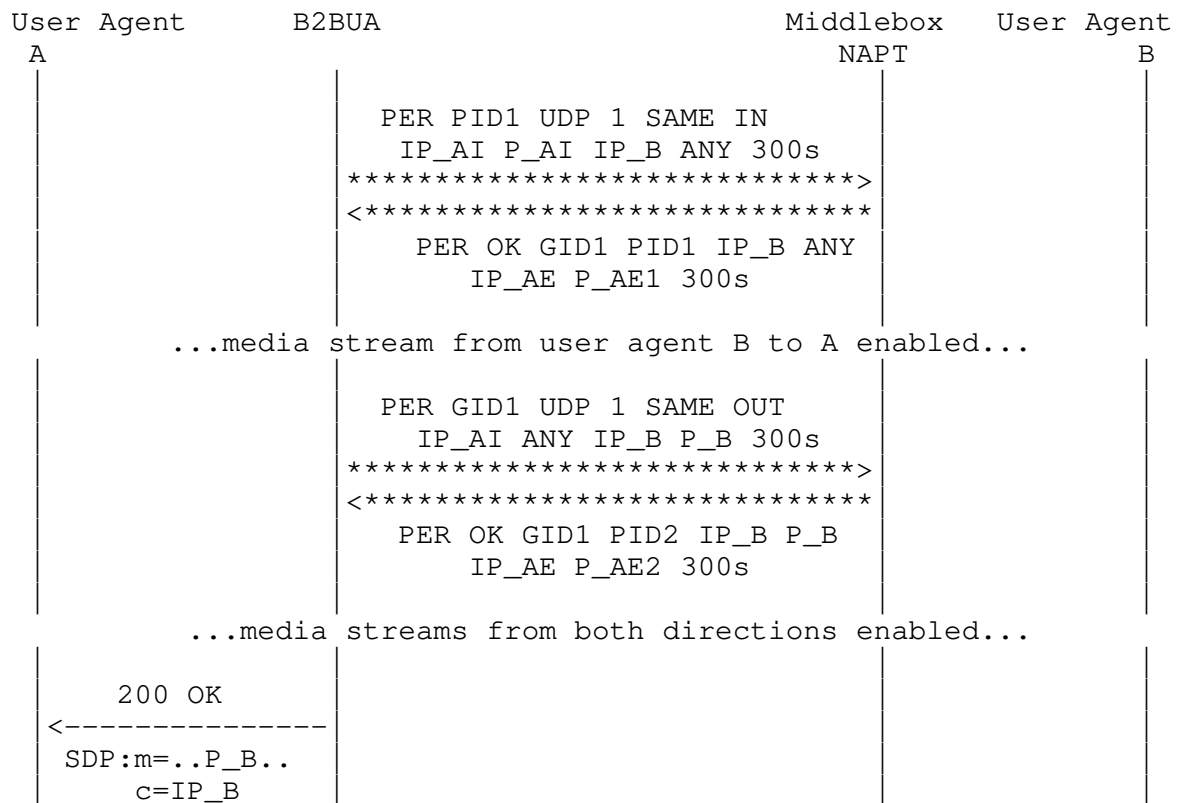 User Agent B2BUA Middlebox User Agent
A NAPT B
PER PID1 UDP 1 SAME IN
IP_AI P_AI IP_B ANY 300s
*****************************>
<*****************************
PER OK GID1 PID1 IP_B ANY
IP_AE P_AE1 300s
...media stream from user agent B to A enabled...
PER GID1 UDP 1 SAME OUT
IP_AI ANY IP_B P_B 300s
*****************************>
<*****************************
PER OK GID1 PID2 IP_B P_B
IP_AE P_AE2 300s
...media streams from both directions enabled...
200 OK
<---------------
SDP:m=..P_B..
c=IP_B